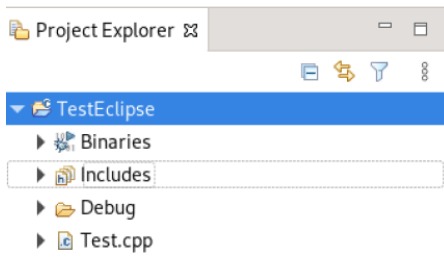 Project Explorer
TestEclipse
Binaries
Includes
Debug
Test.cpp